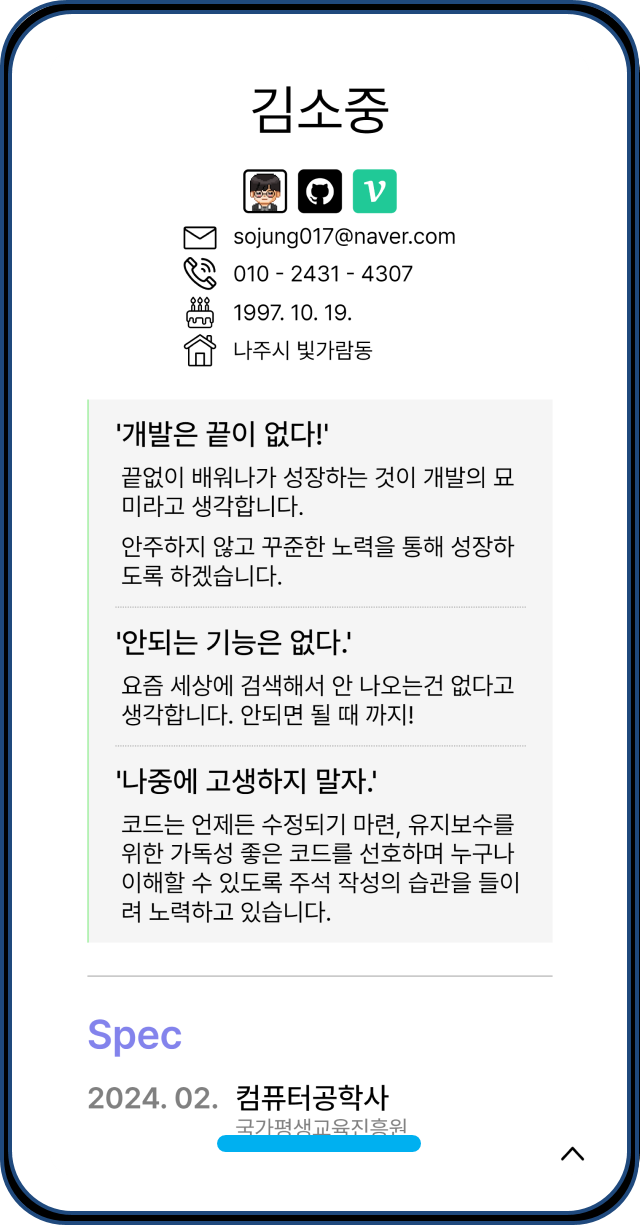 김소중
v
sojung017@naver.com
010 - 2431 - 4307
1997. 10. 19.
나주시 빛가람동
'개발은 끝이 없다!'
끝없이 배워나가 성장하는 것이 개발의 묘
미라고 생각합니다.
안주하지 않고 꾸준한 노력을 통해 성장하
도록 하겠습니다.
'안되는 기능은 없다.'
요즘 세상에 검색해서 안 나오는건 없다고
생각합니다. 안되면 될 때 까지!
'나중에 고생하지 말자.'
코드는 언제든 수정되기 마련, 유지보수를
위한 가독성 좋은 코드를 선호하며 누구나
이해할 수 있도록 주석 작성의 습관을 들이
려 노력하고 있습니다.
Spec
2024. 02. 컴퓨터공학사
국가평생교육진흥원